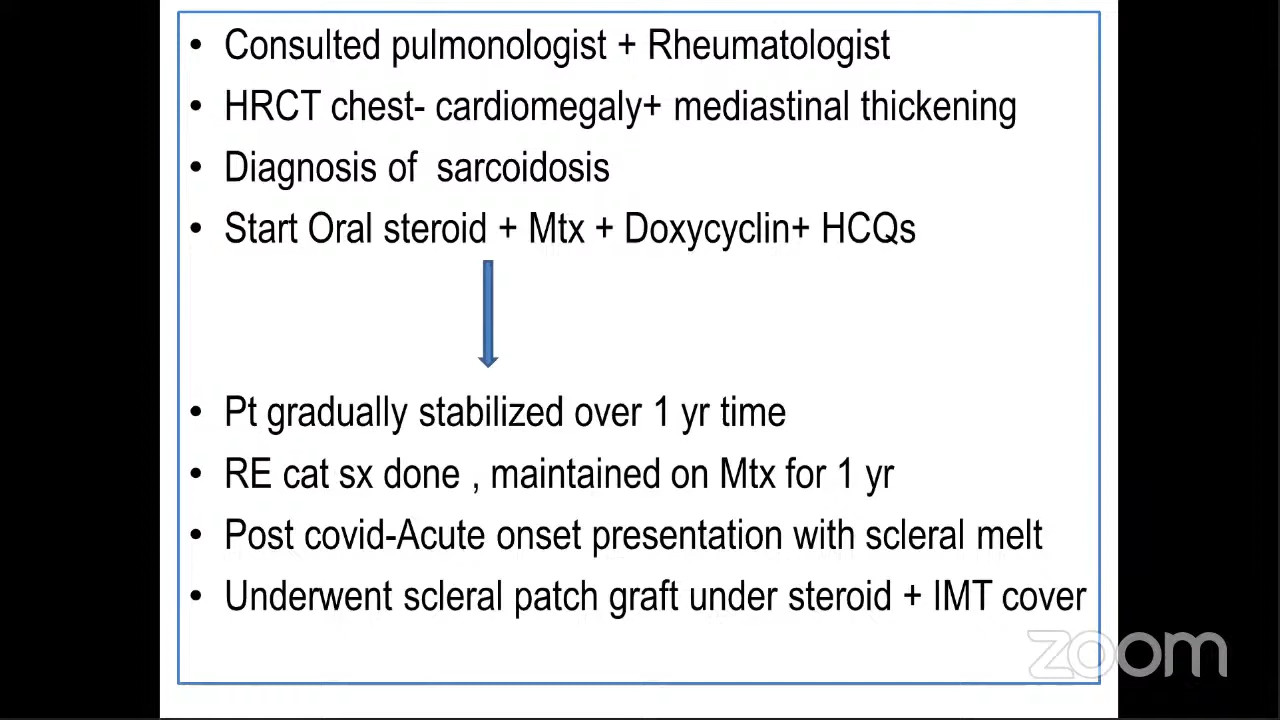 • Consulted pulmonologist + Rheumatologist
• HRCT chest- cardiomegaly+ mediastinal thickening
• Diagnosis of  sarcoidosis
• Start Oral steroid + Mtx + Doxycyclin+ HCQs
• Pt gradually stabilized over 1 yr time
• RE cat sx done , maintained on Mtx for 1 yr
• Post covid-Acute onset presentation with scleral melt
• Underwent scleral patch graft under steroid + IMT cover
zoom